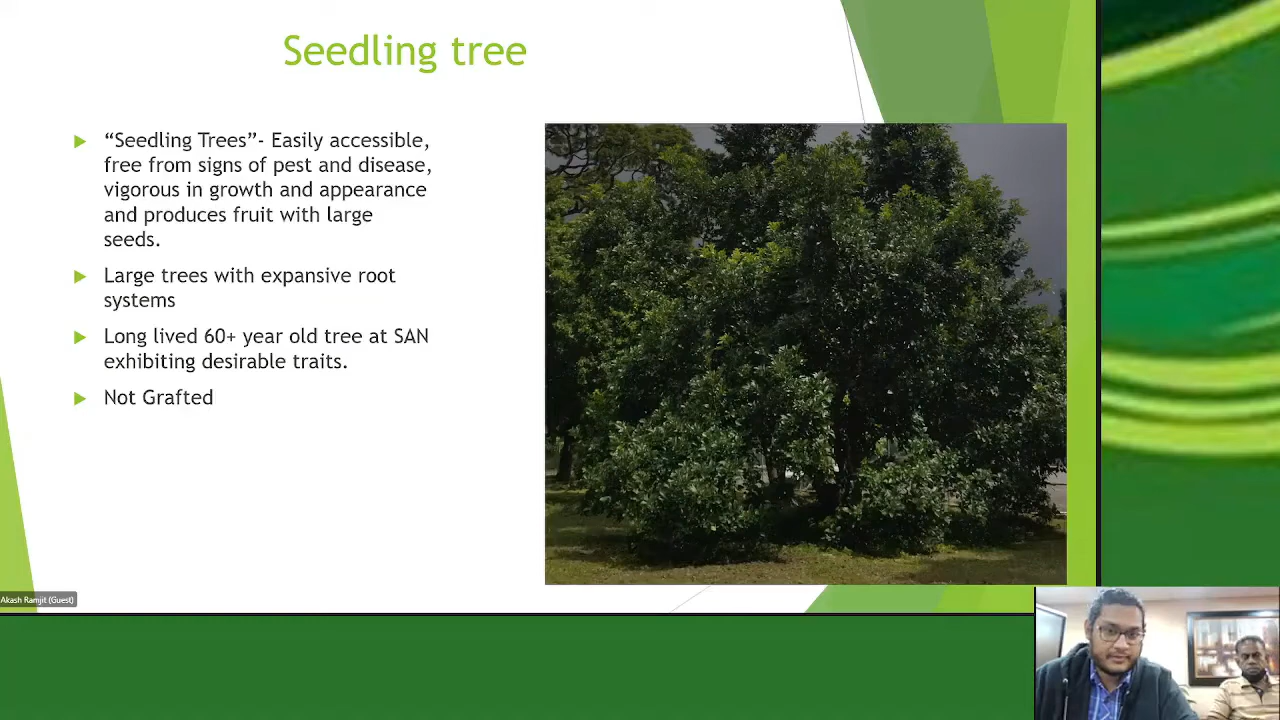 Seedling tree
“Seedling Trees”- Easily accessible,
free from signs of pest and disease,
vigorous in growth and appearance
and produces fruit with large
seeds.
Large trees with expansive root
systems
Long lived 60+ year old tree at SAN
exhibiting desirable traits.
Not Grafted
Akash Ramjit (Guest)